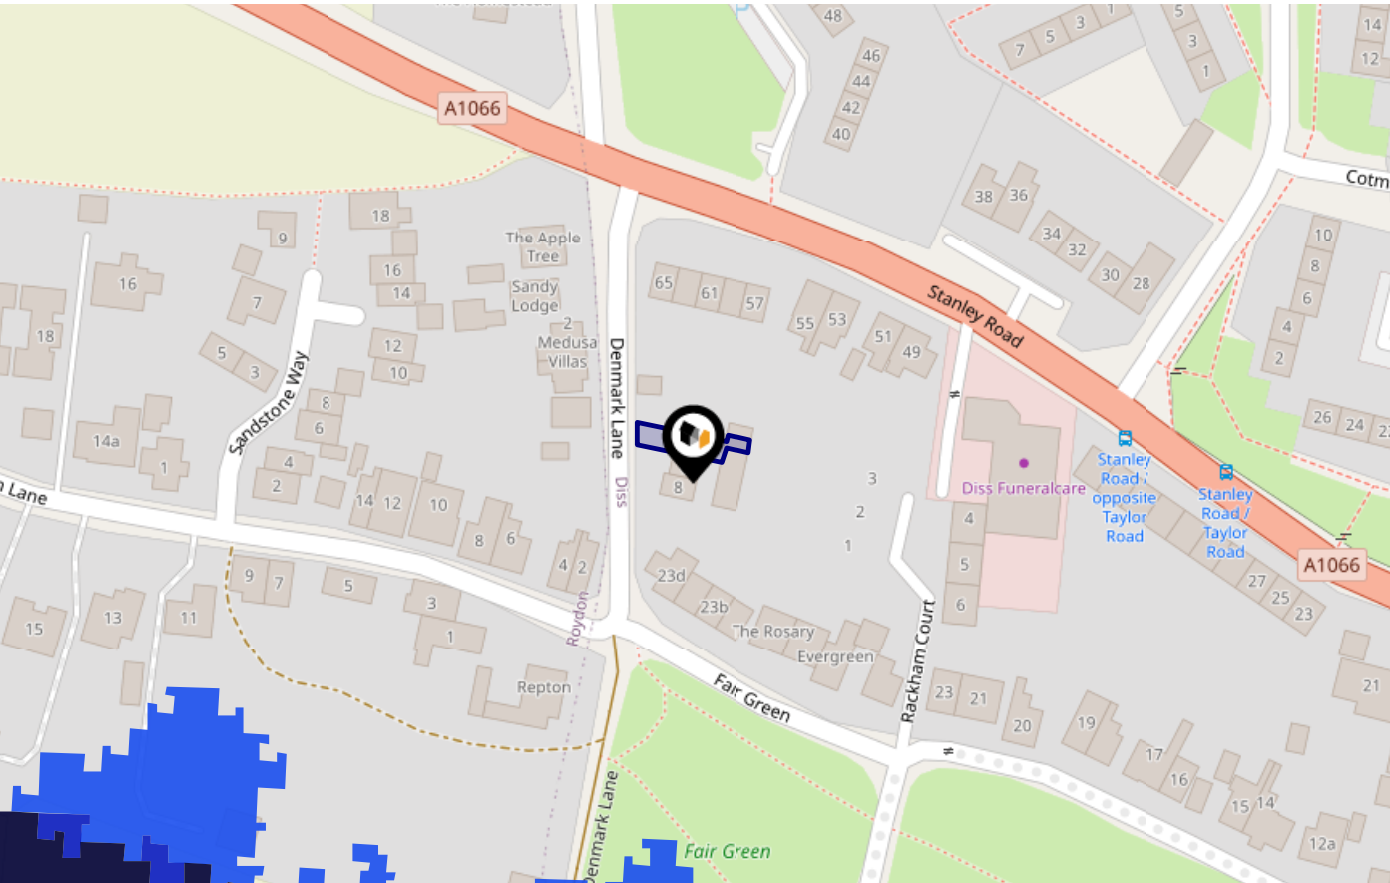 The Homestead
48
1
3
5
7
5
3
1
14
12
46
44
42
40
A1066
Cotm
38
36
34
32
30
28
18
9
The Apple
Tree
16
16
14
7
Sandy
Lodge
65
61
57
55
53
51
49
Stanley Road
10
8
6
4
2
18
2
Medusa
Villas
12
10
5
3
Denmark Lane
Sandstone Way
8
6
14a
1
4
2
26
24
n Lane
14
12
10
8
6
4
2
Diss
8
3
2
1
Diss Funeralcare
4
5
6
Stanley
Road /
opposite
Taylor
Road
Stanley
Road /
Taylor
Road
A1066
27
25
23
9
7
5
3
1
15
13
11
23d
23b
The Rosary
Evergreen
Roydon
Rackham Court
Repton
Fair Green
23
21
20
19
17
16
15
14
12a
21
Denmark Lane
Fair Green